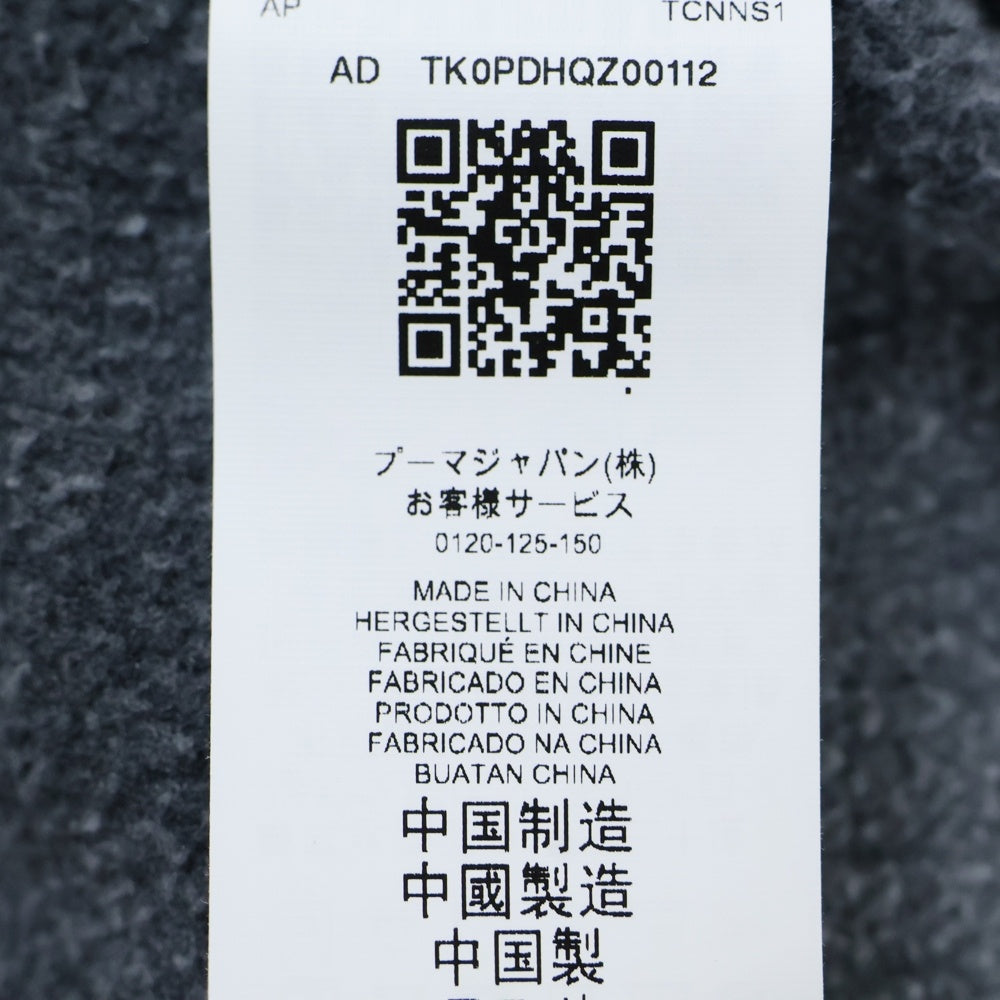 AP TCNNS1
AD TK0PDHQZ00112
プーマジャパン(株)
お客様サービス
0120-125-150
MADE IN CHINA
HERGESTELLT IN CHINA
FABRIQUÉ EN CHINE
FABRICADO EN CHINA
PRODOTTO IN CHINA
FABRICADO NA CHINA
BUATAN CHINA
中国制造
中國製造
中国製